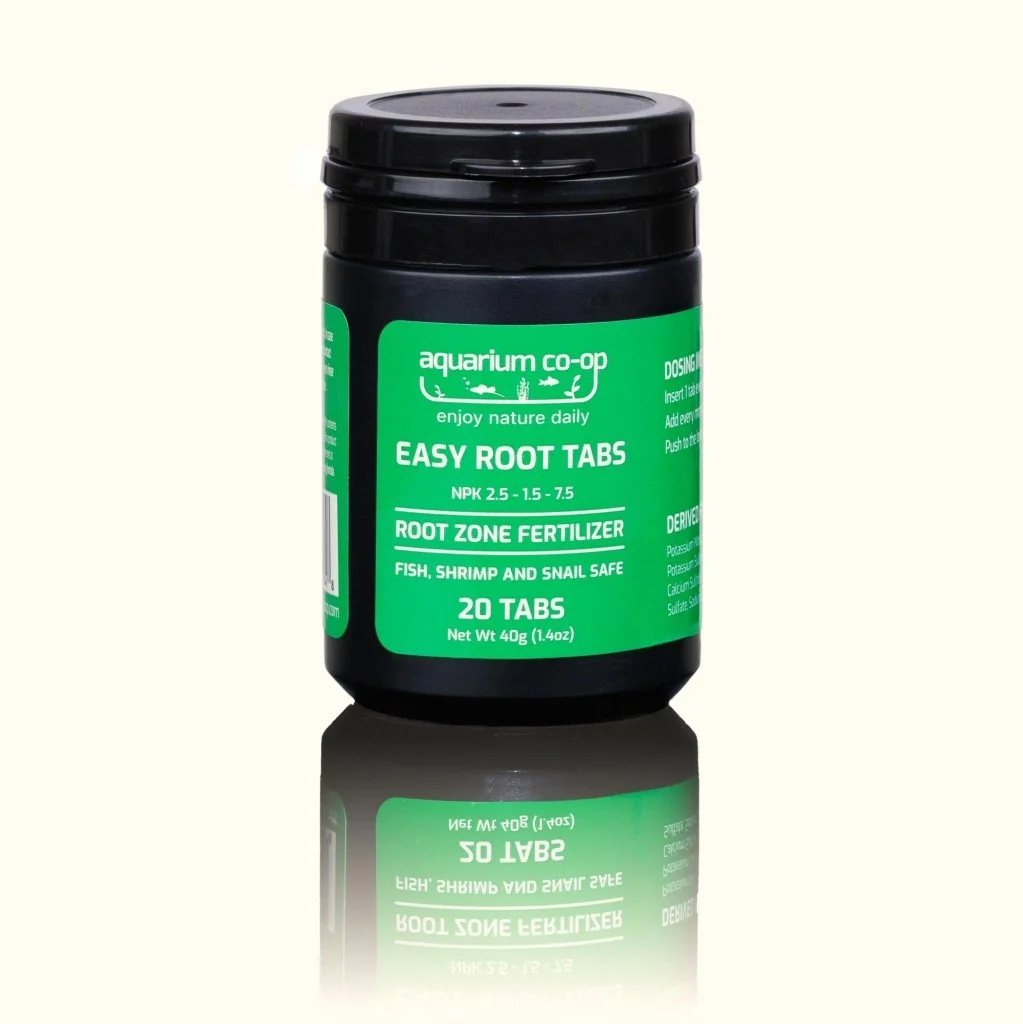 aquarium co-op
enjoy nature daily
EASY ROOT TABS
NPK 2.5 - 1.5 - 7.5
ROOT ZONE FERTILIZER
FISH, SHRIMP AND SNAIL SAFE
20 TABS
Net Wt 40g (1.4oz)
DOSING
Insert 1 tab
Add every
Push to the
DERIVED
Potassium
Potassium
Calcium
Sulfate,